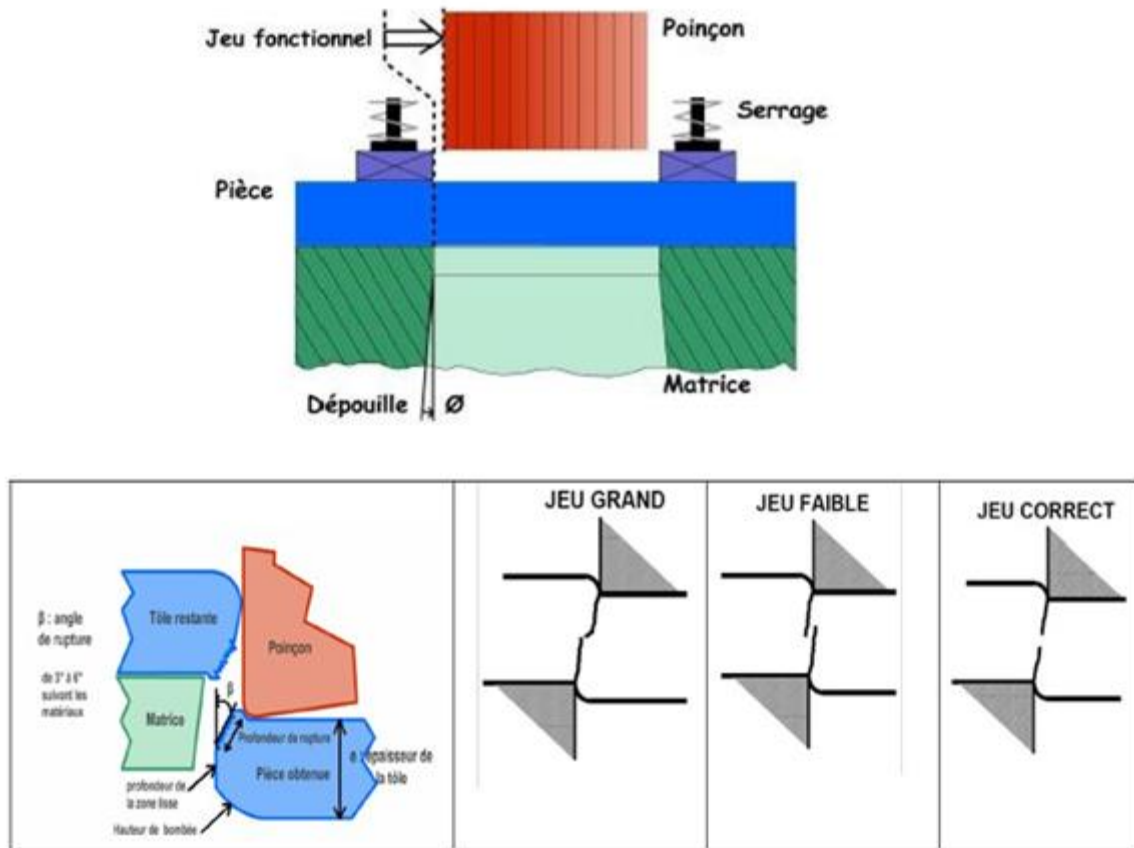 Jeu fonctionnel
Poinçon
Serrage
Pièce
Matrice
Dépouille Ø
β : angle
de rupture
de 3° à 6°
suivant les
matériaux
Tôle restante
Poinçon
Matrice
β
Profondeur de rupture
e : épaisseur de
la tôle
Pièce obtenue
profondeur de
la zone lisse
Hauteur de bombée
JEU GRAND
JEU FAIBLE
JEU CORRECT